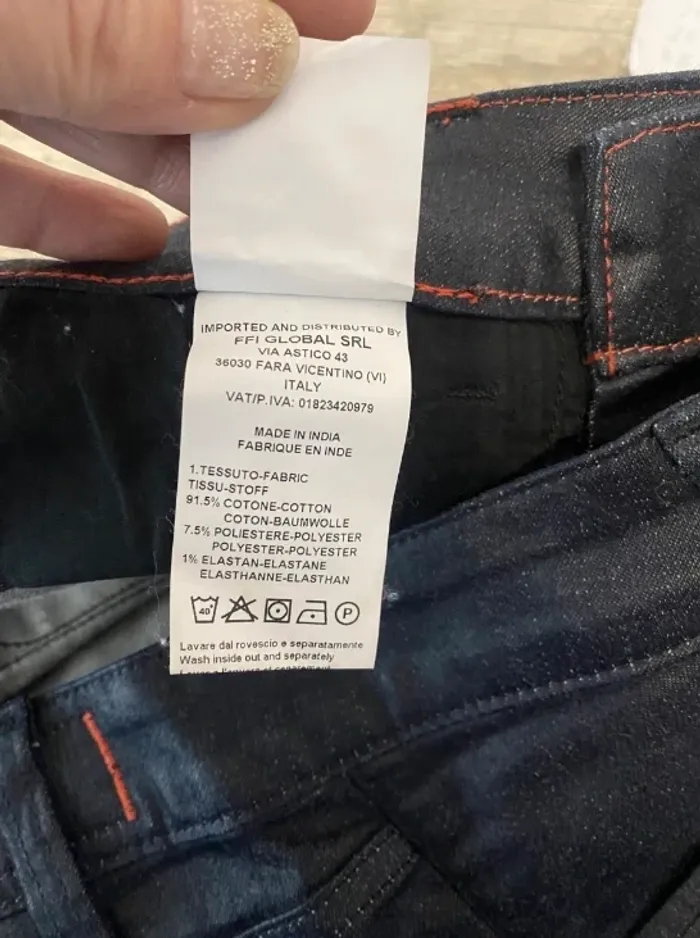 IMPORTED AND DISTRIBUTED BY
FFI GLOBAL SRL
VIA ASTICO 43
36030 FARA VICENTINO (VI)
ITALY
VAT/P.IVA: 01823420979
MADE IN INDIA
FABRIQUE EN INDE
1.TESSUTO-FABRIC
TISSU-STOFF
91.5% COTONE-COTTON
COTON-BAUMWOLLE
7.5% POLIESTERE-POLYESTER
POLYESTER-POLYESTER
1% ELASTAN-ELASTANE
ELASTHANNE-ELASTHAN
40° P
Lavare dal rovescio e separatamente
Wash inside out and separately